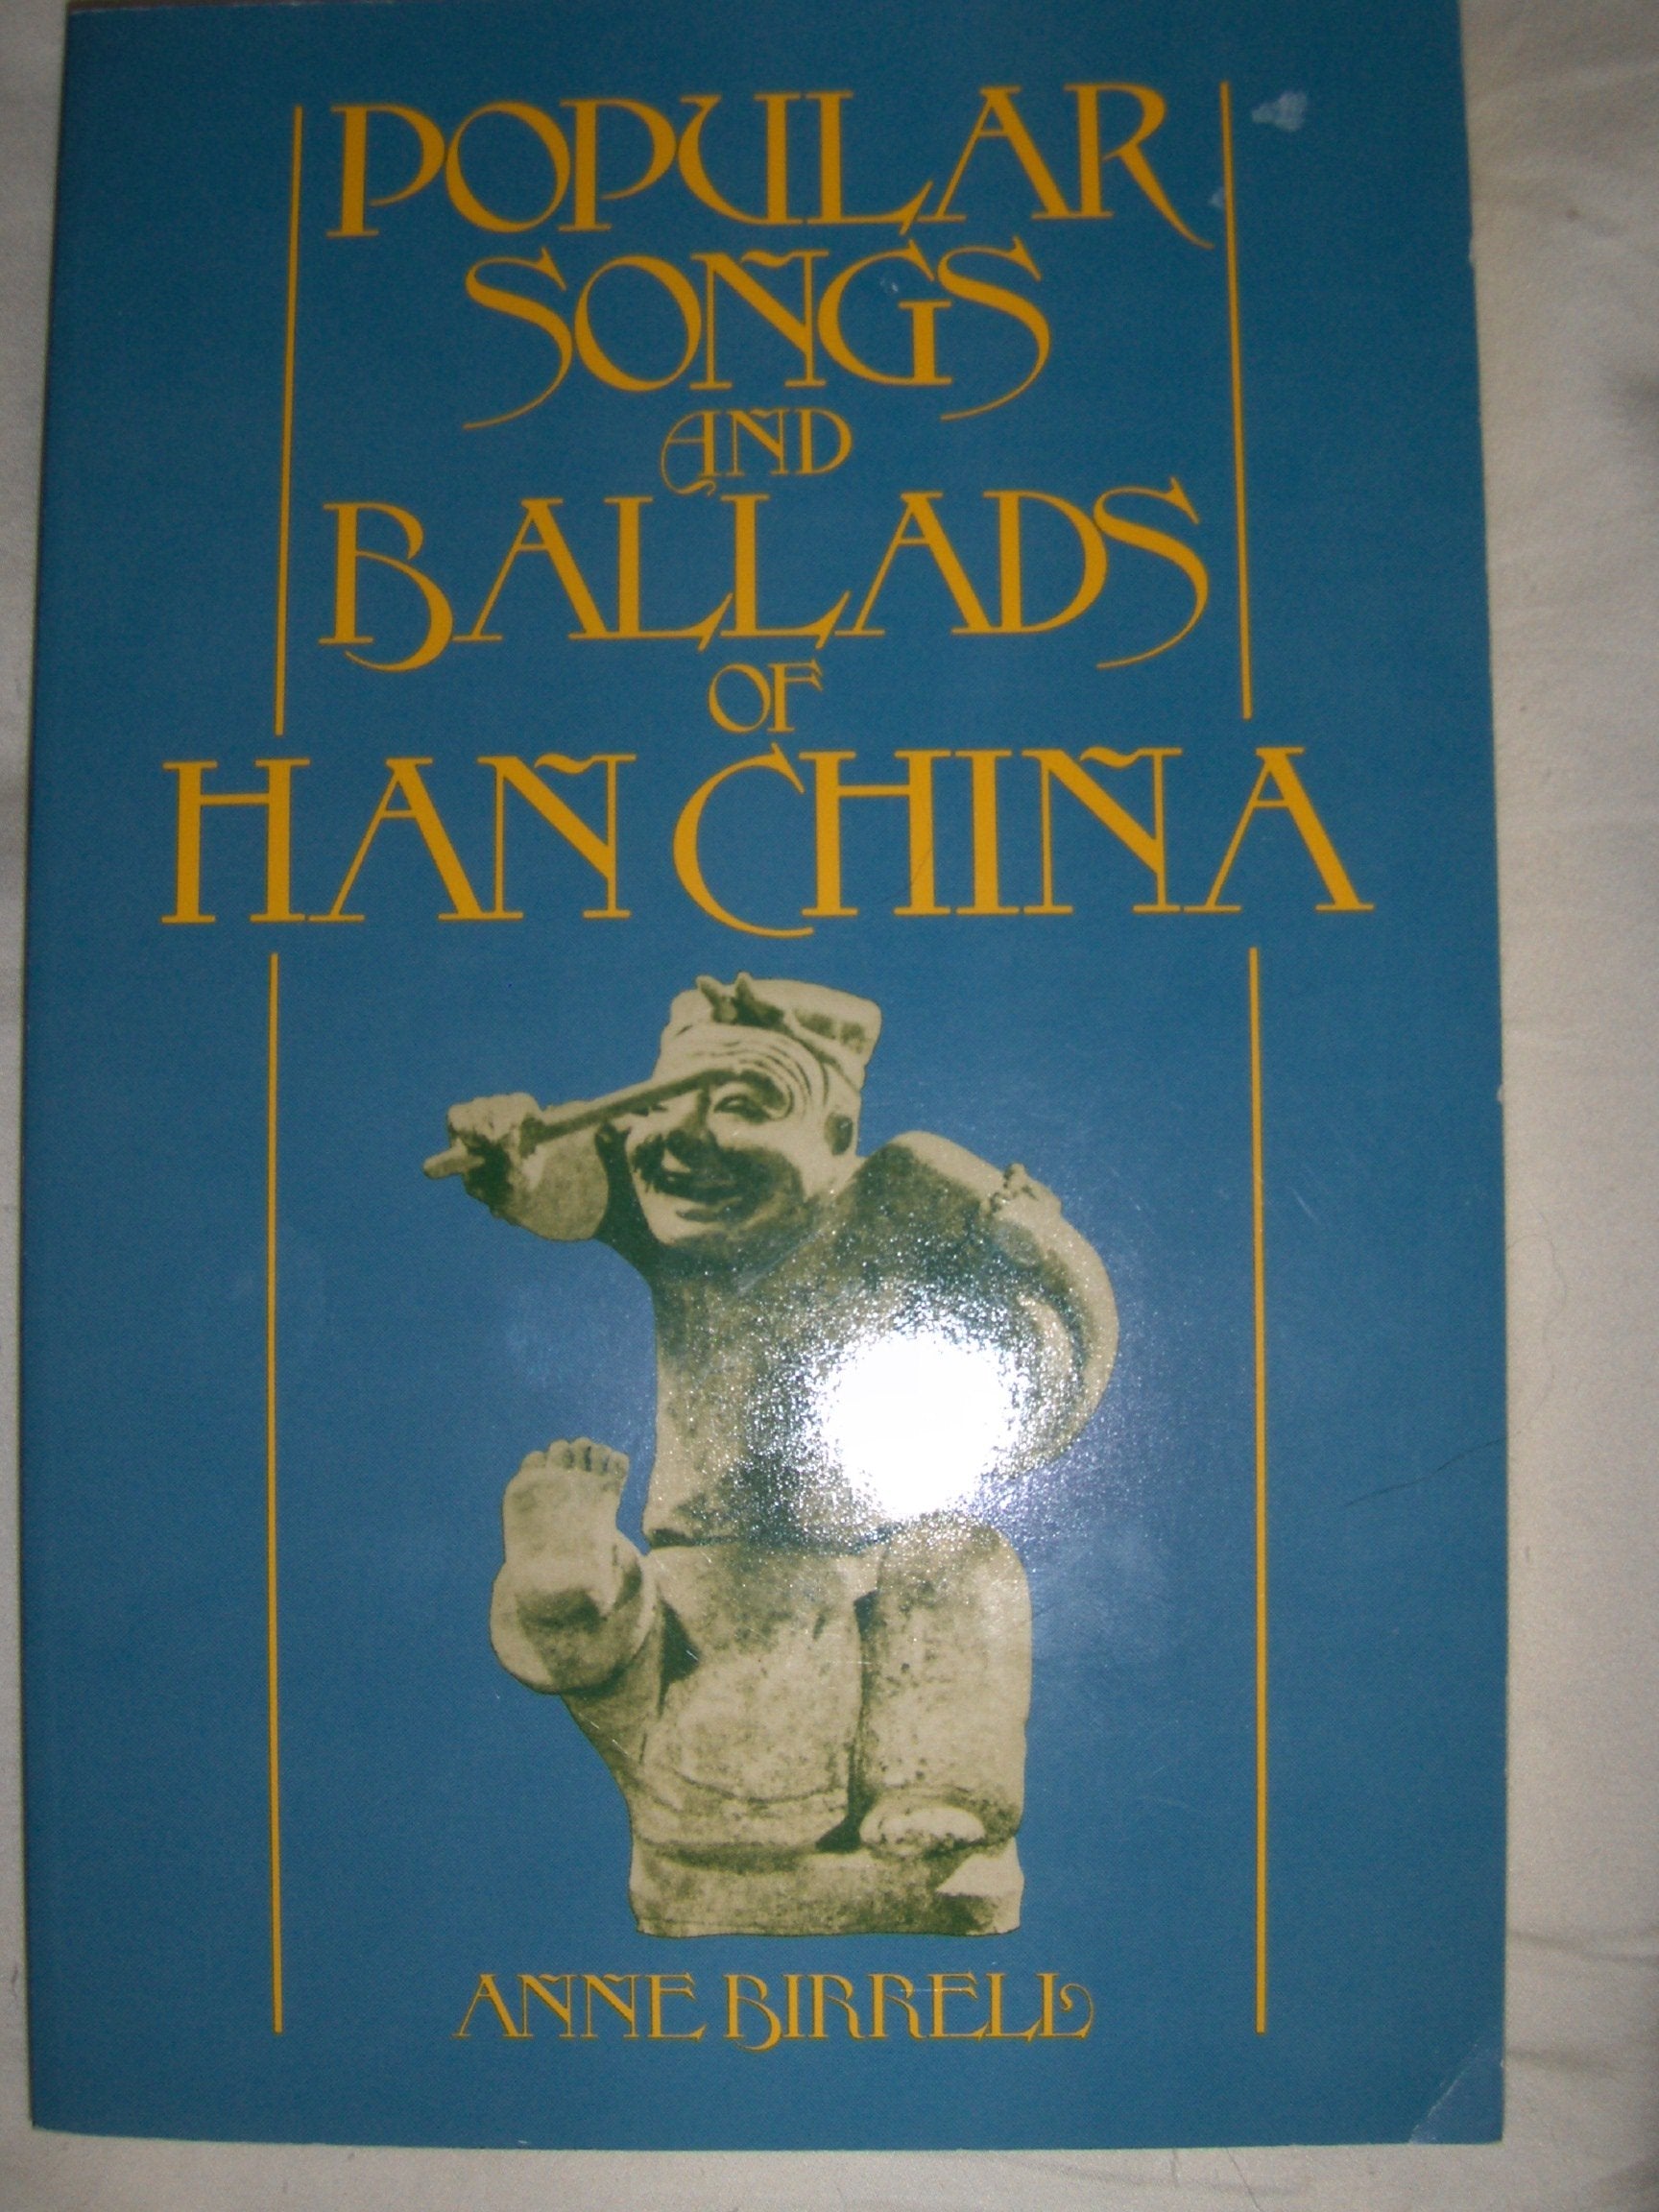 POPULAR
SONGS
AND
BALLADS
OF
HAN CHINA
ANNE BIRRELL